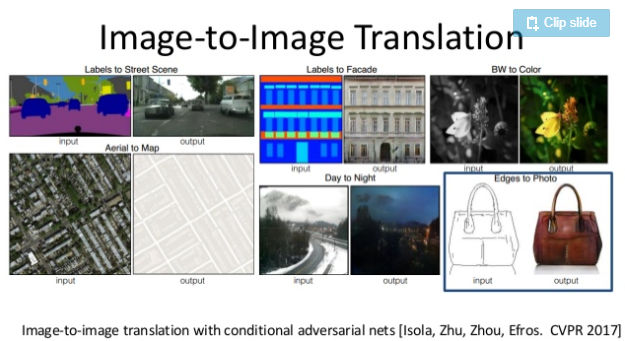 Clip slide
Image-to-Image Translation
Labels to Street Scene
input
output
Labels to Facade
input
output
BW to Color
input
output
Aerial to Map
input
output
Day to Night
input
output
Edges to Photo
input
output
Image-to-image translation with conditional adversarial nets [Isola, Zhu, Zhou, Efros. CVPR 2017]